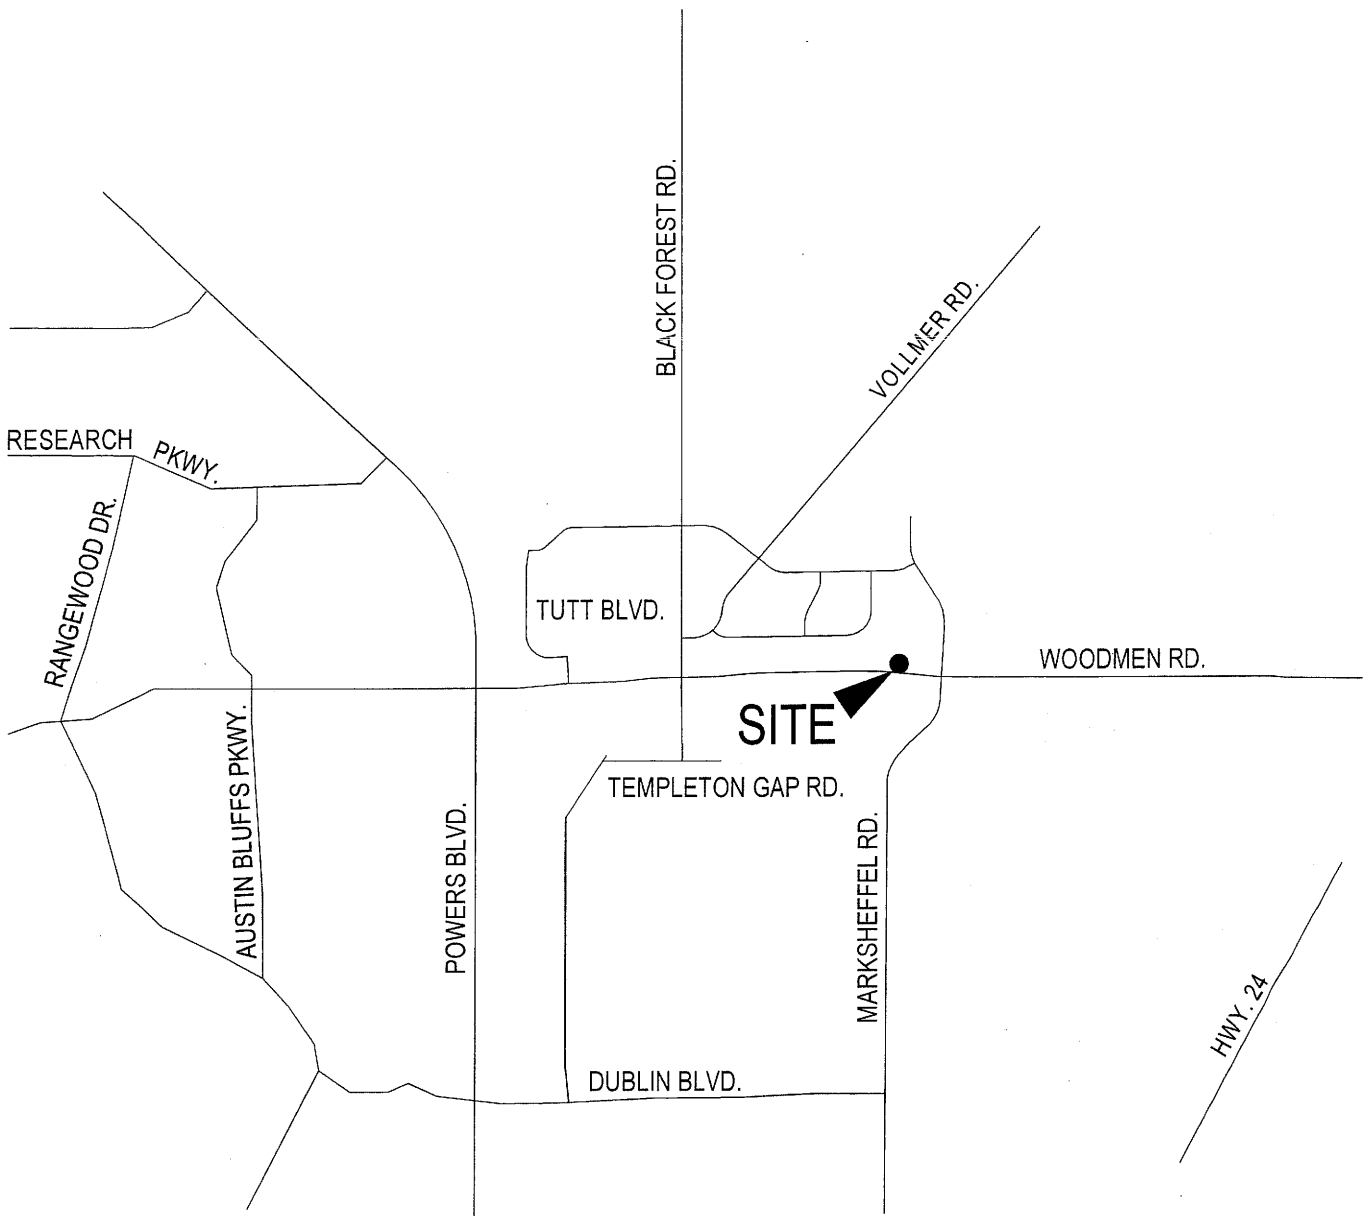 BLACK FOREST RD.
VOLLMER RD.
RESEARCH PKWY.
RANGEWOOD DR.
TUTT BLVD.
WOODMEN RD.
SITE
AUSTIN BLUFFS PKWY.
POWERS BLVD.
TEMPLETON GAP RD.
MARKSHEFFEL RD.
HWY. 24
DUBLIN BLVD.